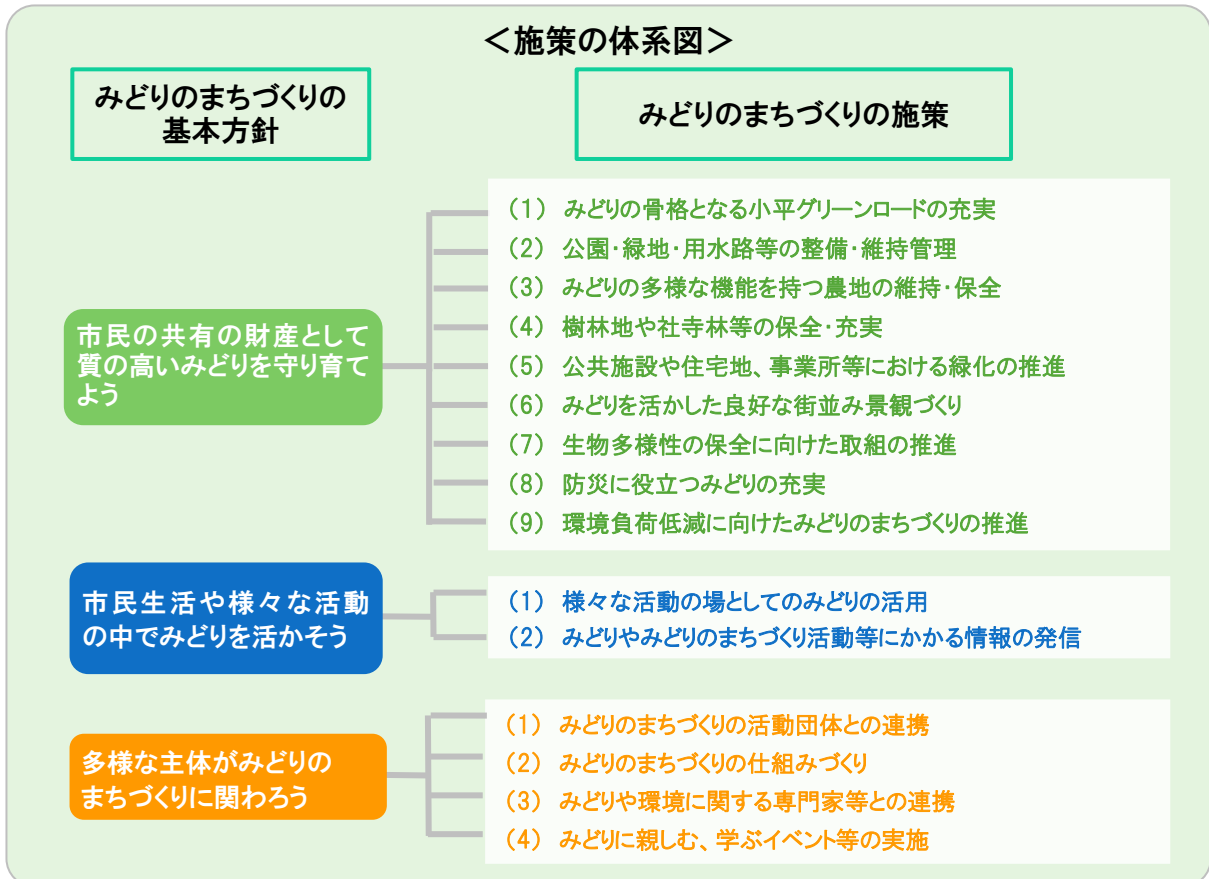 ＜施策の体系図＞
みどりのまちづくりの
基本方針
みどりのまちづくりの施策
市民の共有の財産として
質の高いみどりを守り育て
よう
(1) みどりの骨格となる小平グリーンロードの充実
(2) 公園・緑地・用水路等の整備・維持管理
(3) みどりの多様な機能を持つ農地の維持・保全
(4) 樹林地や社寺林等の保全・充実
(5) 公共施設や住宅地、事業所等における緑化の推進
(6) みどりを活かした良好な街並み景観づくり
(7) 生物多様性の保全に向けた取組の推進
(8) 防災に役立つみどりの充実
(9) 環境負荷低減に向けたみどりのまちづくりの推進
市民生活や様々な活動
の中でみどりを活かそう
(1) 様々な活動の場としてのみどりの活用
(2) みどりやみどりのまちづくり活動等にかかる情報の発信
多様な主体がみどりの
まちづくりに関わろう
(1) みどりのまちづくりの活動団体との連携
(2) みどりのまちづくりの仕組みづくり
(3) みどりや環境に関する専門家等との連携
(4) みどりに親しむ、学ぶイベント等の実施